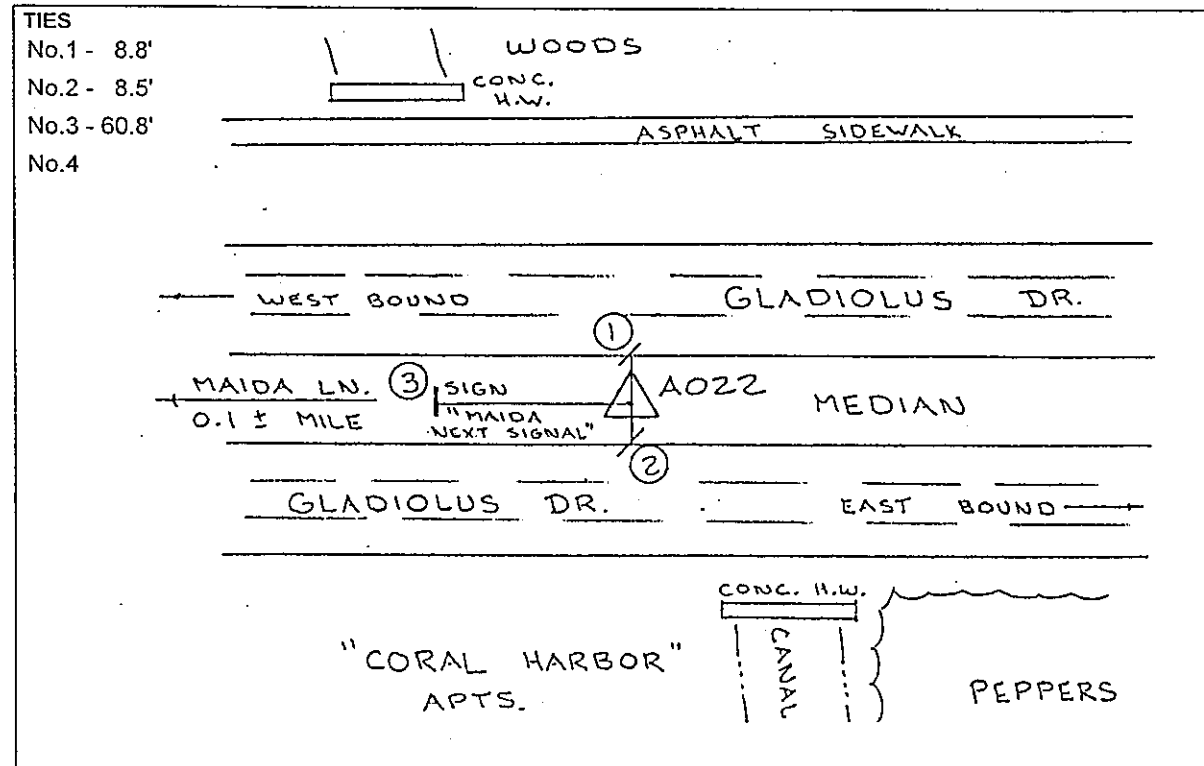 TIES
No.1 - 8.8'
No.2 - 8.5'
No.3 - 60.8'
No.4
WOODS
CONC.
H.W.
ASPHALT SIDEWALK
WEST BOUND
GLADIOLUS DR.
1
MAIDA LN.
0.1 ± MILE
3
SIGN
"MAIDA
NEXT SIGNAL"
A022
MEDIAN
2
GLADIOLUS DR.
EAST BOUND
CONC. H.W.
CANAL
"CORAL HARBOR"
APTS.
PEPPERS